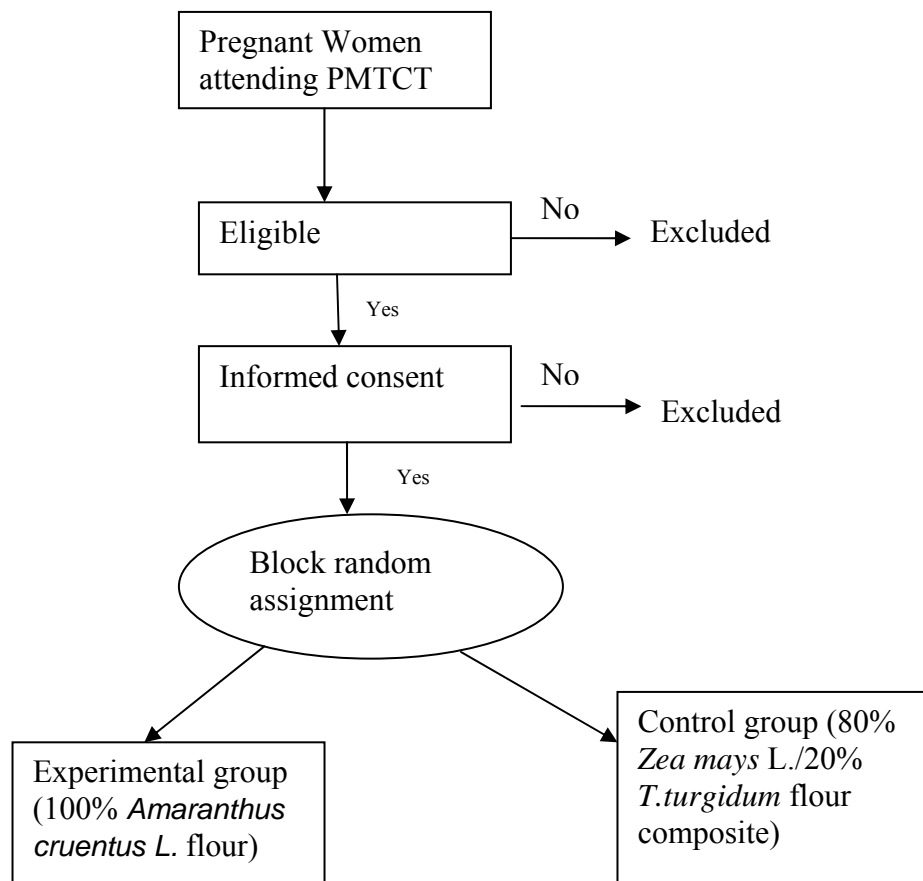 Pregnant Women
attending PMTCT
Eligible
No
Excluded
Yes
Informed consent
No
Excluded
Yes
Block random
assignment
Experimental group
(100% Amaranthus
cruentus L. flour)
Control group (80%
Zea mays L./20%
T.turgidum flour
composite)